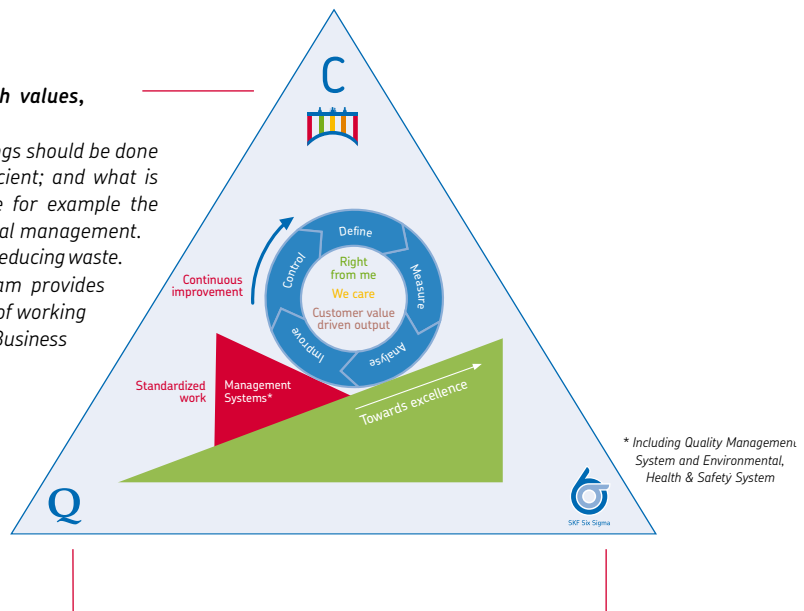 h values,
ngs should be done
cient; and what is
e for example the
al management.
educing waste.
am provides
of working
Business
C
Define
Measure
Analyse
Improve
Control
Right
from me
We care
Customer value
driven output
Continuous
improvement
Standardized
work
Management
Systems*
Towards excellence
* Including Quality Management
System and Environmental,
Health & Safety System
Q
SKF Six Sigma